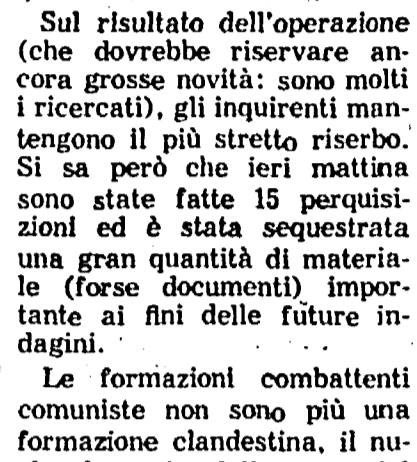 Sul risultato dell'operazione
(che dovrebbe riservare an-
cora grosse novità: sono molti
i ricercati), gli inquirenti man-
tengono il più stretto riserbo.
Si sa però che ieri mattina
sono state fatte 15 perquisi-
zioni ed è stata sequestrata
una gran quantità di materia-
le (forse documenti) impor-
tante ai fini delle future in-
dagini.
Le formazioni combattenti
comuniste non sono più una
formazione clandestina, il nu-